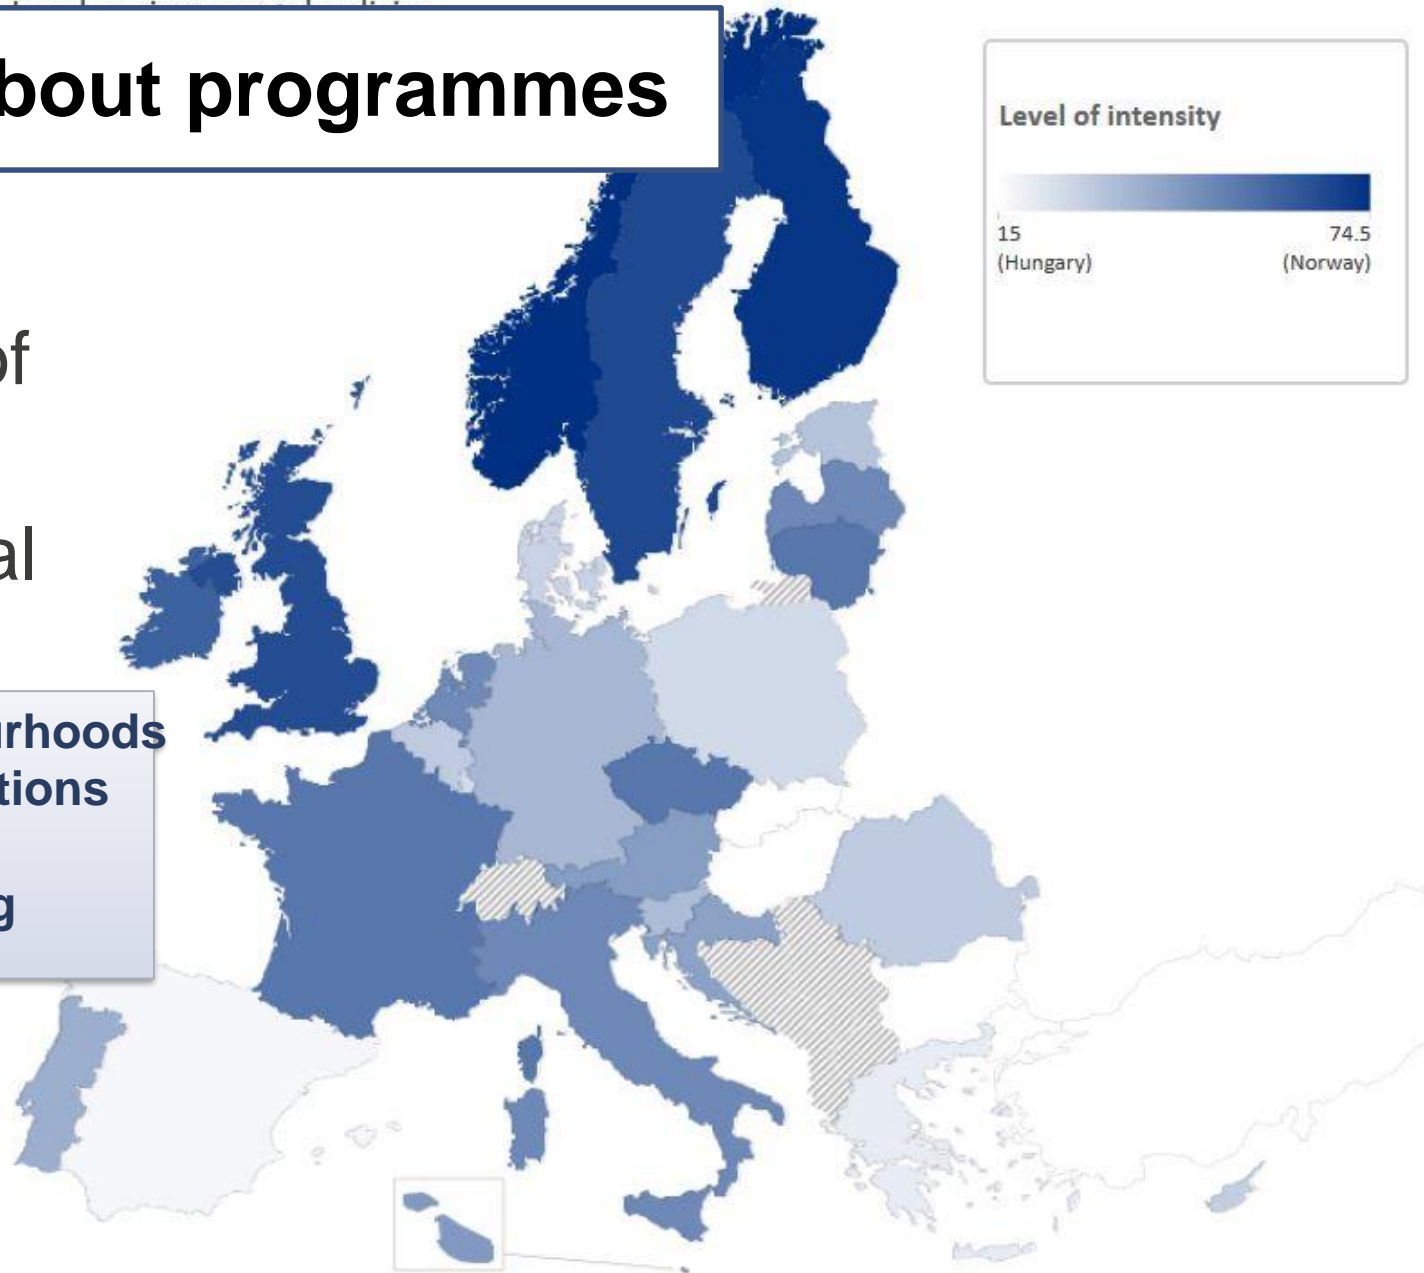 bout programmes
Level of intensity
15
74.5
(Hungary)
(Norway)
of
al
urhoods
tions
g